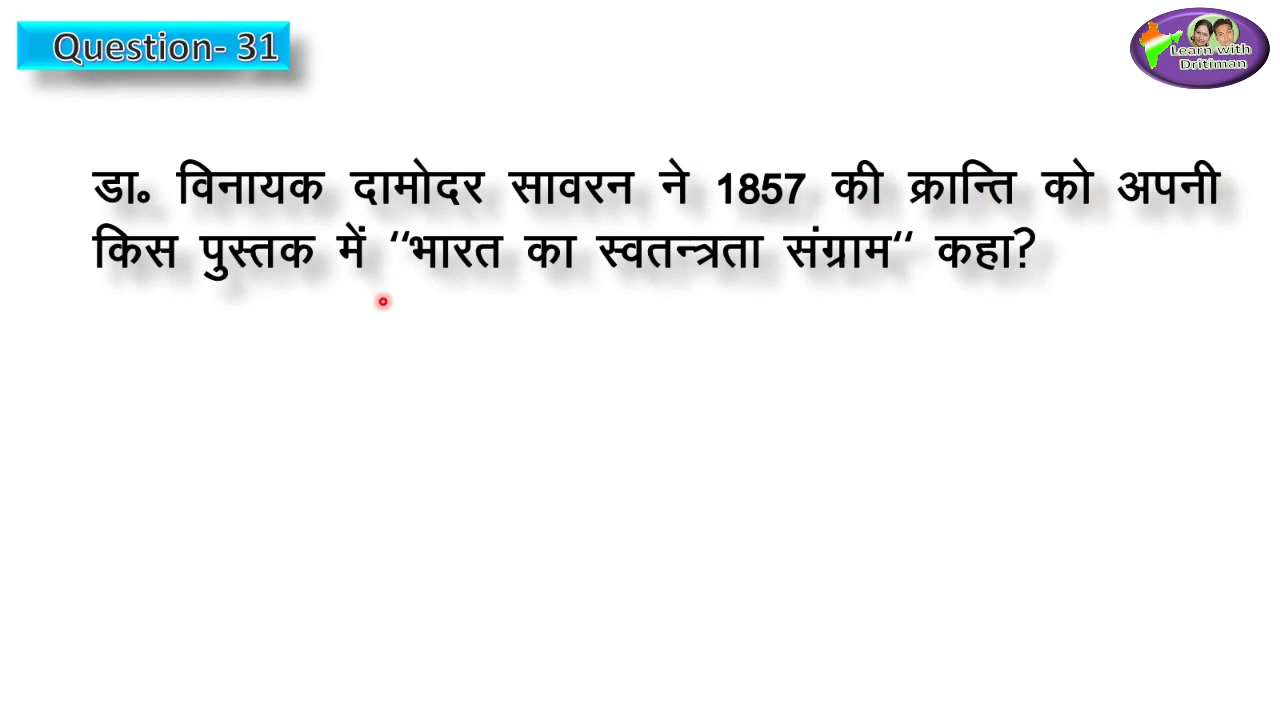 Question- 31
Learn with
Dritiman
डा॰ विनायक दामोदर सावरन ने 1857 की क्रान्ति को अपनी
किस पुस्तक में “भारत का स्वतन्त्रता संग्राम“ कहा?